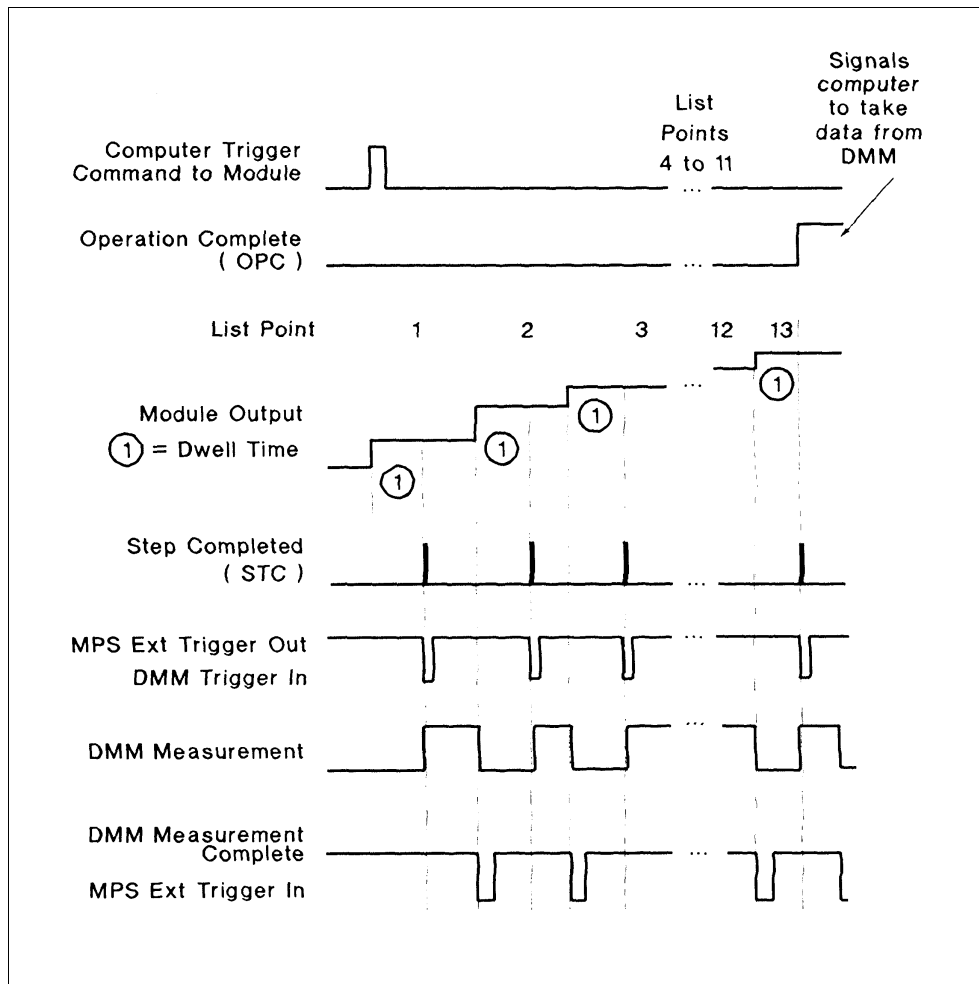 Signals
computer
to take
data from
DMM
List
Points
4 to 11
Computer Trigger
Command to Module
...
Operation Complete
( OPC )
...
List Point 1 2 3 12 13
...
Module Output
1 = Dwell Time
1
1
1
1
Step Completed
( STC )
...
MPS Ext Trigger Out
DMM Trigger In
...
DMM Measurement
...
DMM Measurement
Complete
...
MPS Ext Trigger In